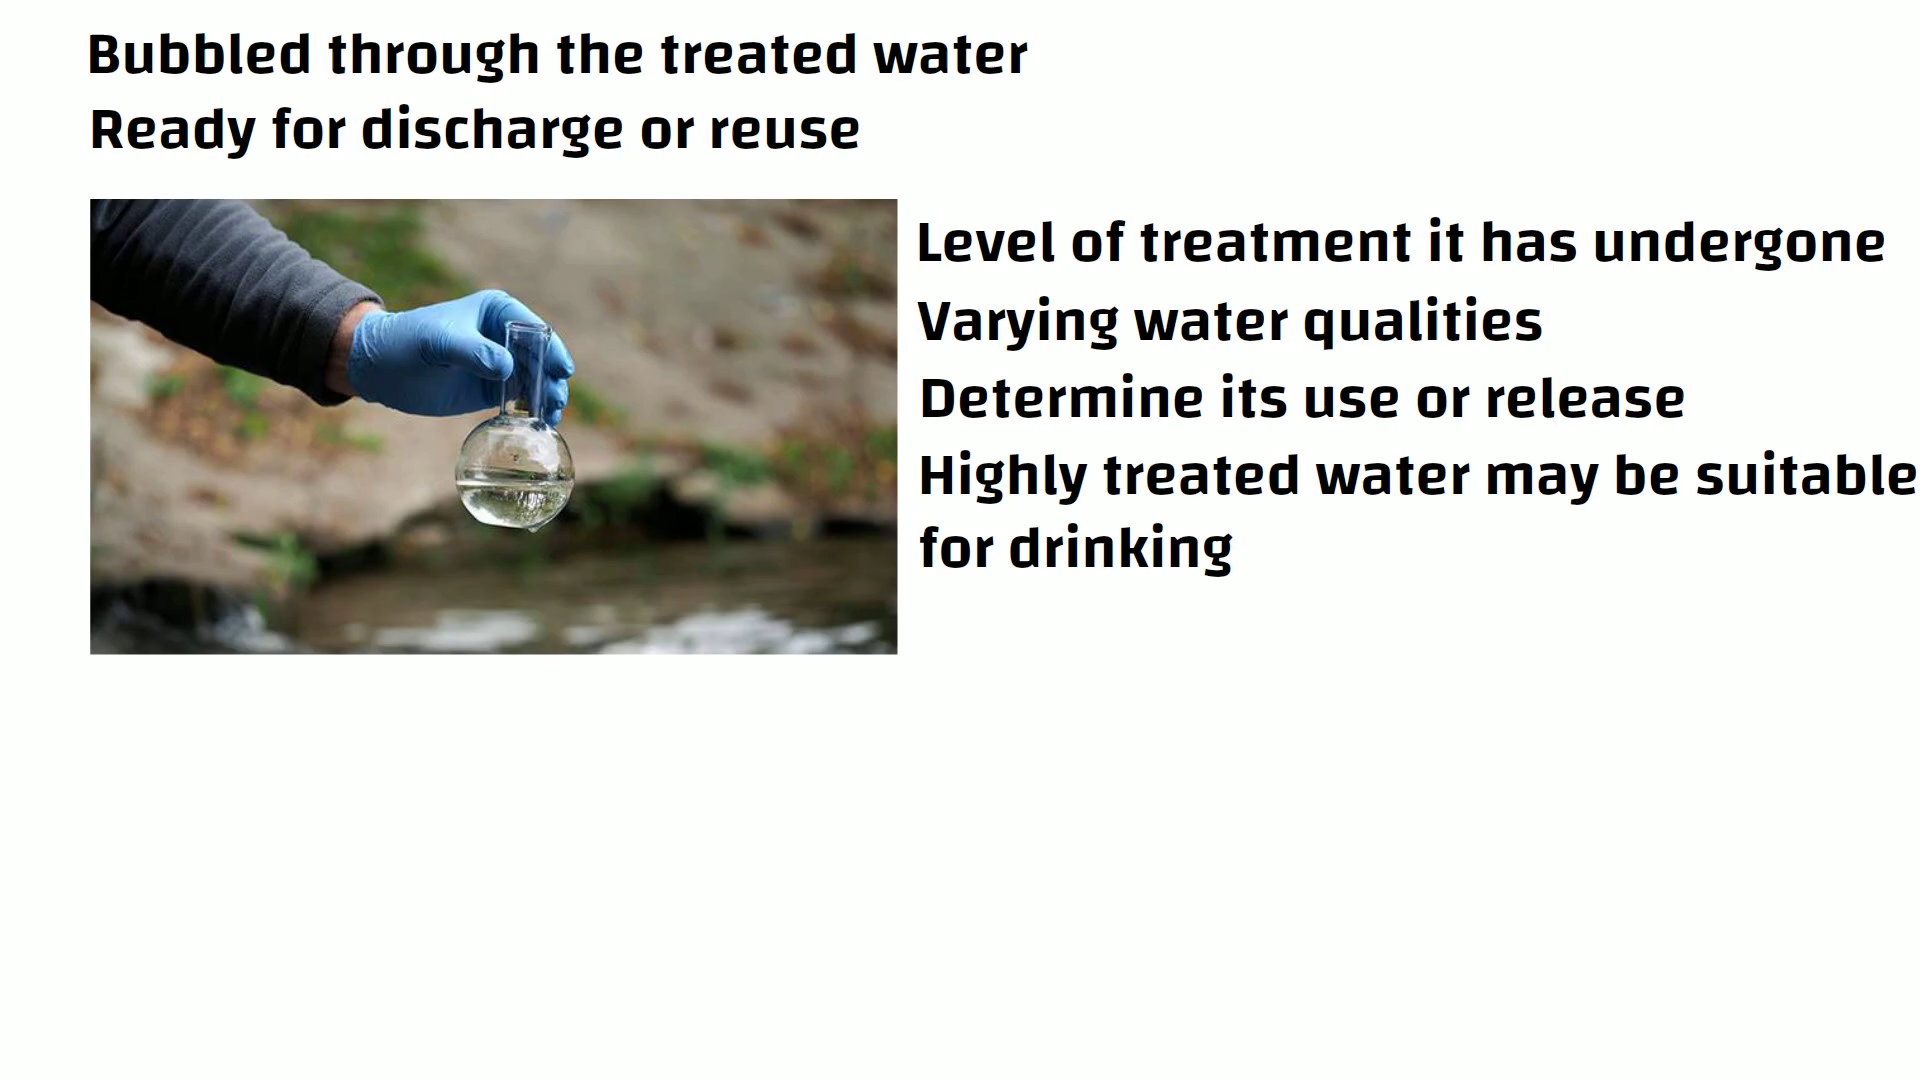 Bubbled through the treated water
Ready for discharge or reuse
Level of treatment it has undergone
Varying water qualities
Determine its use or release
Highly treated water may be suitable
for drinking